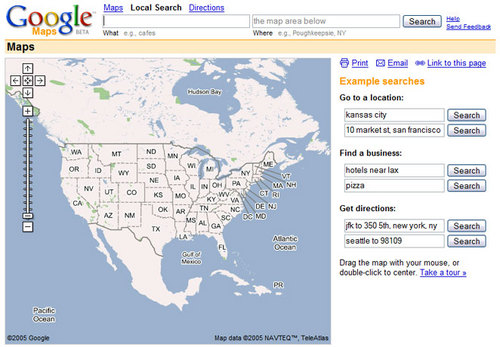 Google
Maps BETA
Maps Local Search Directions
the map area below
Search
Help
Send Feedback
What e.g., cafes
Where e.g., Poughkeepsie, NY
Maps
Print Email Link to this page
Example searches
Go to a location:
kansas city Search
10 market st, san francisco Search
Find a business:
hotels near lax Search
pizza Search
Get directions:
jfk to 350 5th, new york, ny Search
seattle to 98109 Search
Drag the map with your mouse, or
double-click to center. Take a tour »
Hudson Bay
WA MT ND MN
OR ID WY SD WI MI NY ME
NV UT CO NE IA IL IN OH PA VT
CA AZ NM KS MO KY WV VA NH
OK AR TN NC MA
TX LA MS AL GA SC RI
CT
NJ
DE
MD
DC
FL
Gulf of
Mexico
Atlantic
Ocean
HI
PR
Pacific
Ocean
©2005 Google
Map data ©2005 NAVTEQ™, TeleAtlas